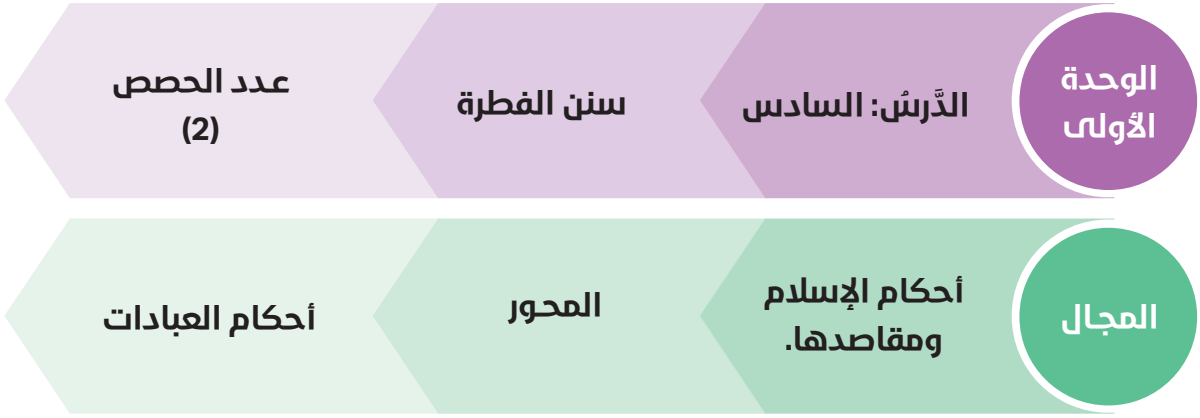 الوحدة
الأولى
الدَّرسُ: السادس
سنن الفطرة
عدد الحصص
(2)
المجال
أحكام الإسلام
ومقاصدها.
المحور
أحكام العبادات